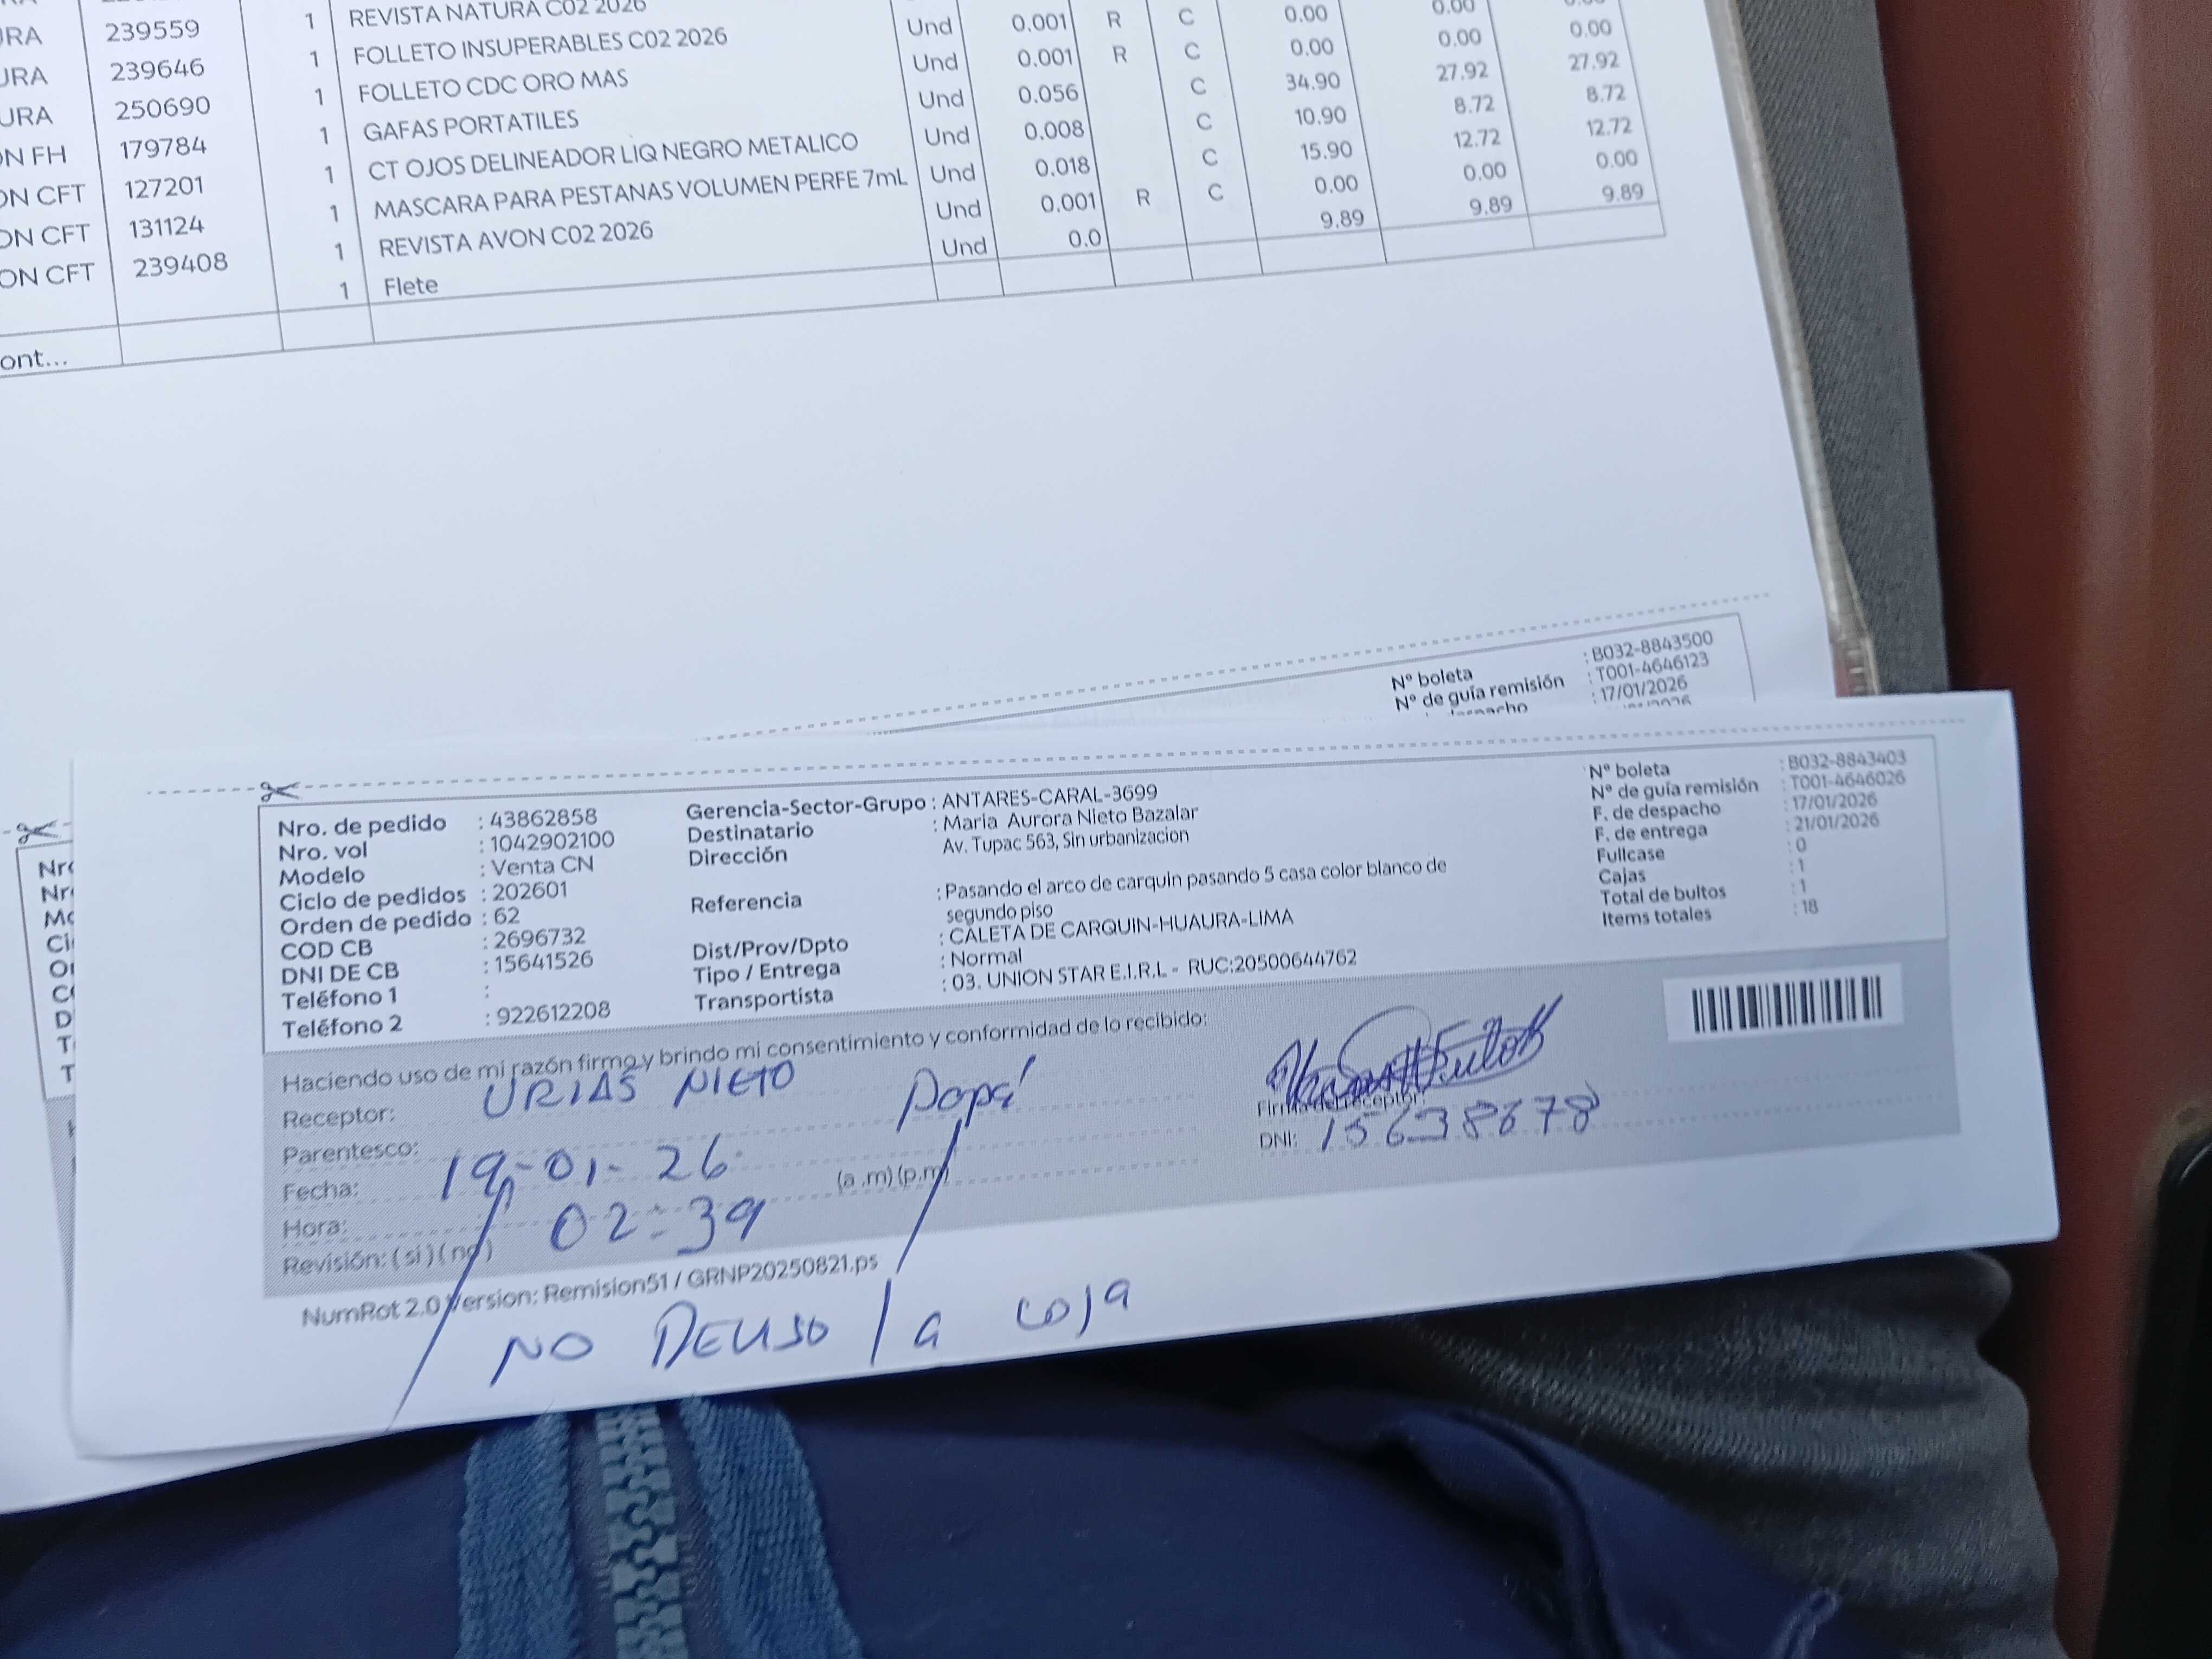 URA 239559 1 REVISTA NATURA C02 2026 Und 0.001 R C 0.00 0.00
URA 239646 1 FOLLETO INSUPERABLES C02 2026 Und 0.001 R C 0.00 0.00 0.00
URA 250690 1 FOLLETO CDC ORO MAS Und 0.056 C 34.90 27.92 27.92
ON FH 179784 1 GAFAS PORTATILES Und 0.008 C 10.90 8.72 8.72
ON CFT 127201 1 CT OJOS DELINEADOR LIQ NEGRO METALICO Und 0.018 C 15.90 12.72 12.72
ON CFT 131124 1 MASCARA PARA PESTANAS VOLUMEN PERFE 7mL Und 0.001 R C 0.00 0.00 0.00
ON CFT 239408 1 REVISTA AVON C02 2026 Und 0.0 9.89 9.89 9.89
1 Flete
ont...
Nº boleta : B032-8843500
Nº de guía remisión : T001-4646123
: 17/01/2026
Nro. de pedido : 43862858
Nro. vol : 1042902100
Modelo : Venta CN
Ciclo de pedidos : 202601
Orden de pedido : 62
COD CB : 2696732
DNI DE CB : 15641526
Teléfono 1 :
Teléfono 2 : 922612208
Gerencia-Sector-Grupo : ANTARES-CARAL-3699
Destinatario : Maria Aurora Nieto Bazalar
Dirección Av. Tupac 563, Sin urbanizacion
Referencia : Pasando el arco de carquin pasando 5 casa color blanco de
segundo piso
Dist/Prov/Dpto : CALETA DE CARQUIN-HUAURA-LIMA
Tipo / Entrega : Normal
Transportista : 03. UNION STAR E.I.R.L - RUC:20500644762
Nº boleta : B032-8843403
Nº de guía remisión : T001-4646026
F. de despacho : 17/01/2026
F. de entrega : 21/01/2026
Fullcase : 0
Cajas : 1
Total de bultos : 1
Items totales : 18
Haciendo uso de mi razón firmo y brindo mi consentimiento y conformidad de lo recibido:
Receptor: URIAS NIETO
Parentesco: Papá
Fecha: 19-01-26
Hora: 02:39 (a .m) (p.m)
Revisión: ( si ) ( no )
Firma del receptor:
DNI: 15638678
NumRot 2.0 Version: Remision51 / GRNP20250821.ps
NO DEUSO la caja